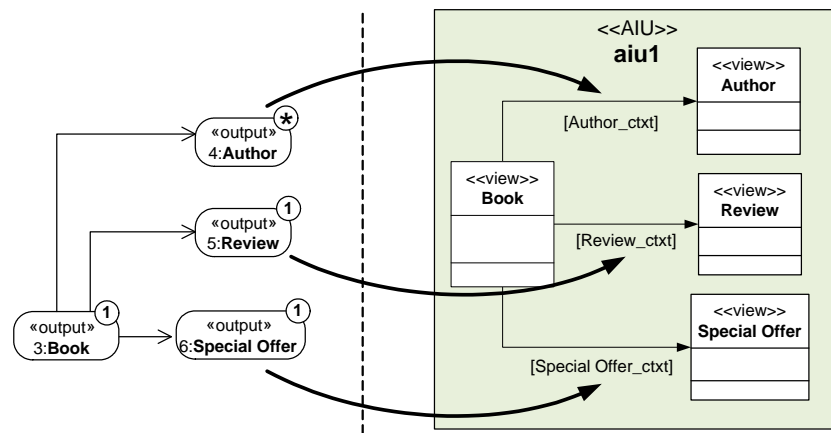 «output»
4:Author
*
«output»
5:Review
1
«output»
3:Book
1
«output»
6:Special Offer
1
<<AIU>>
aiu1
<<view>>
Author
[Author_ctxt]
<<view>>
Book
<<view>>
Review
[Review_ctxt]
<<view>>
Special Offer
[Special Offer_ctxt]